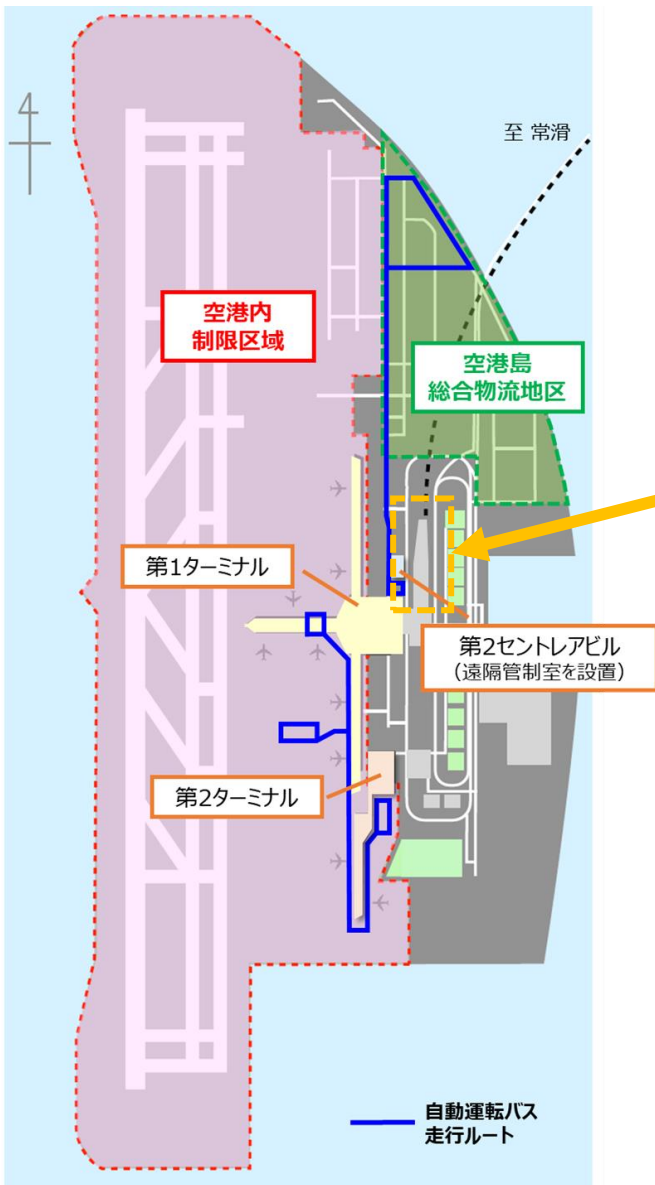 至 常滑
空港内
制限区域
空港島
総合物流地区
第1ターミナル
第2セントレアビル
(遠隔管制室を設置)
第2ターミナル
自動運転バス
走行ルート